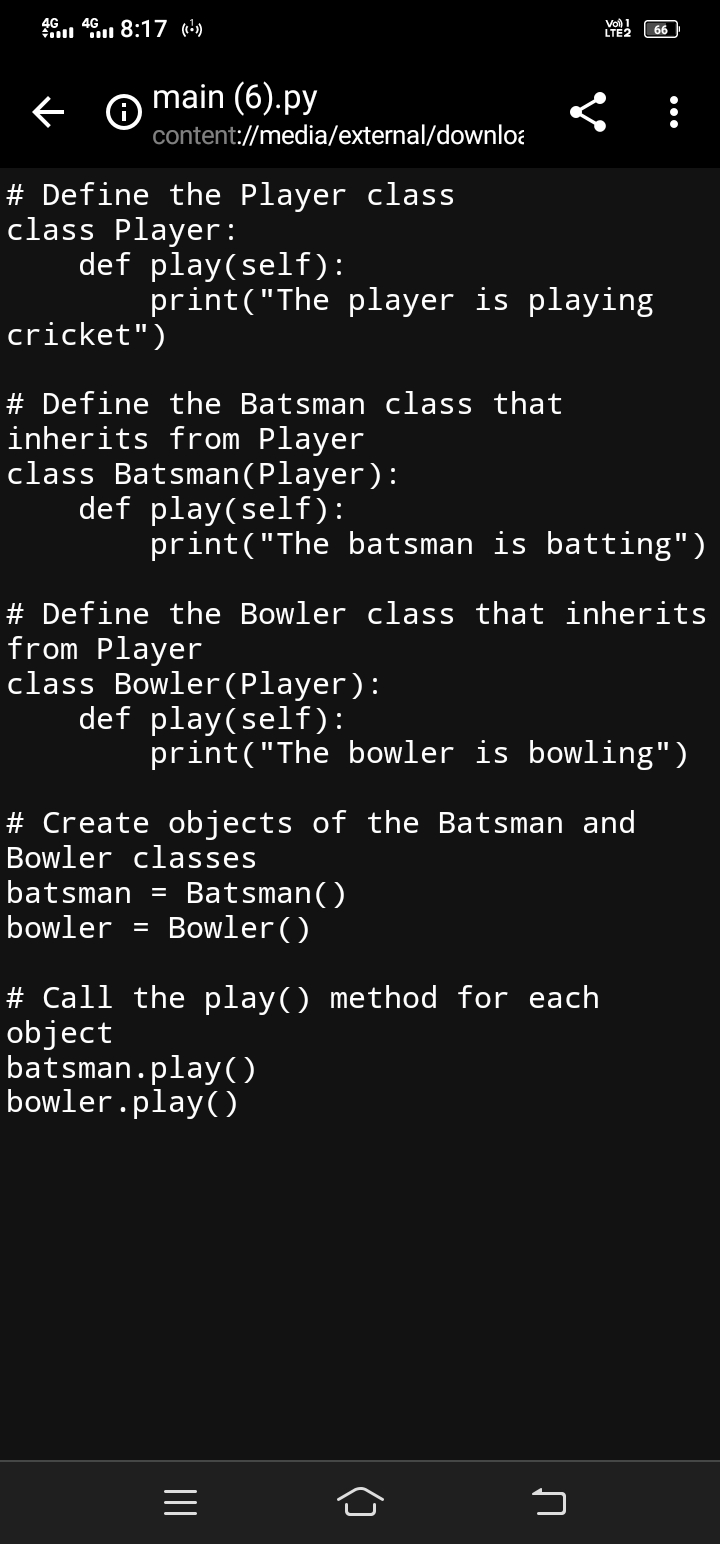 4G 4G 8:17 Vo)) 1 LTE2 66
main (6).py
content://media/external/downloa
# Define the Player class
class Player:
    def play(self):
        print("The player is playing
cricket")
# Define the Batsman class that
inherits from Player
class Batsman(Player):
    def play(self):
        print("The batsman is batting")
# Define the Bowler class that inherits
from Player
class Bowler(Player):
    def play(self):
        print("The bowler is bowling")
# Create objects of the Batsman and
Bowler classes
batsman = Batsman()
bowler = Bowler()
# Call the play() method for each
object
batsman.play()
bowler.play()